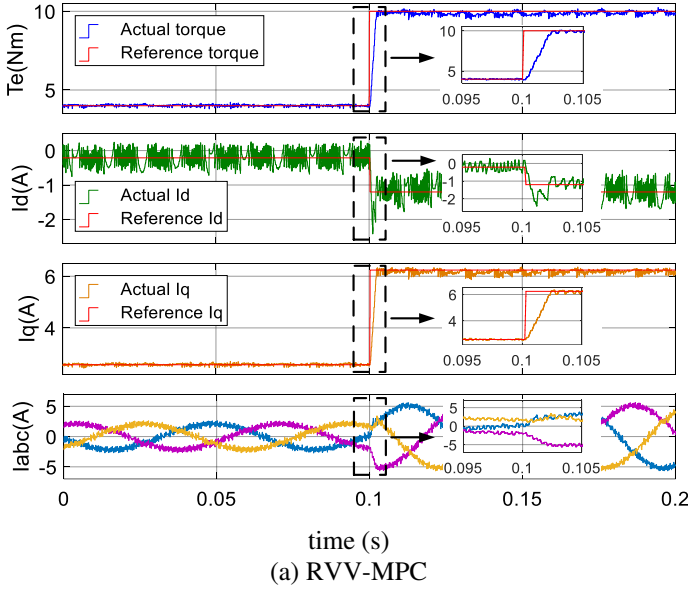 Te(Nm)
10
5
Actual torque
Reference torque
10
5
0.095 0.1 0.105
Id(A)
0
-1
-2
Actual Id
Reference Id
0
-1
-2
0.095 0.1 0.105
Iq(A)
6
4
Actual Iq
Reference Iq
6
4
0.095 0.1 0.105
Iabc(A)
5
0
-5
5
0
-5
0.095 0.1 0.105
0 0.05 0.1 0.15 0.2
time (s)
(a) RVV-MPC